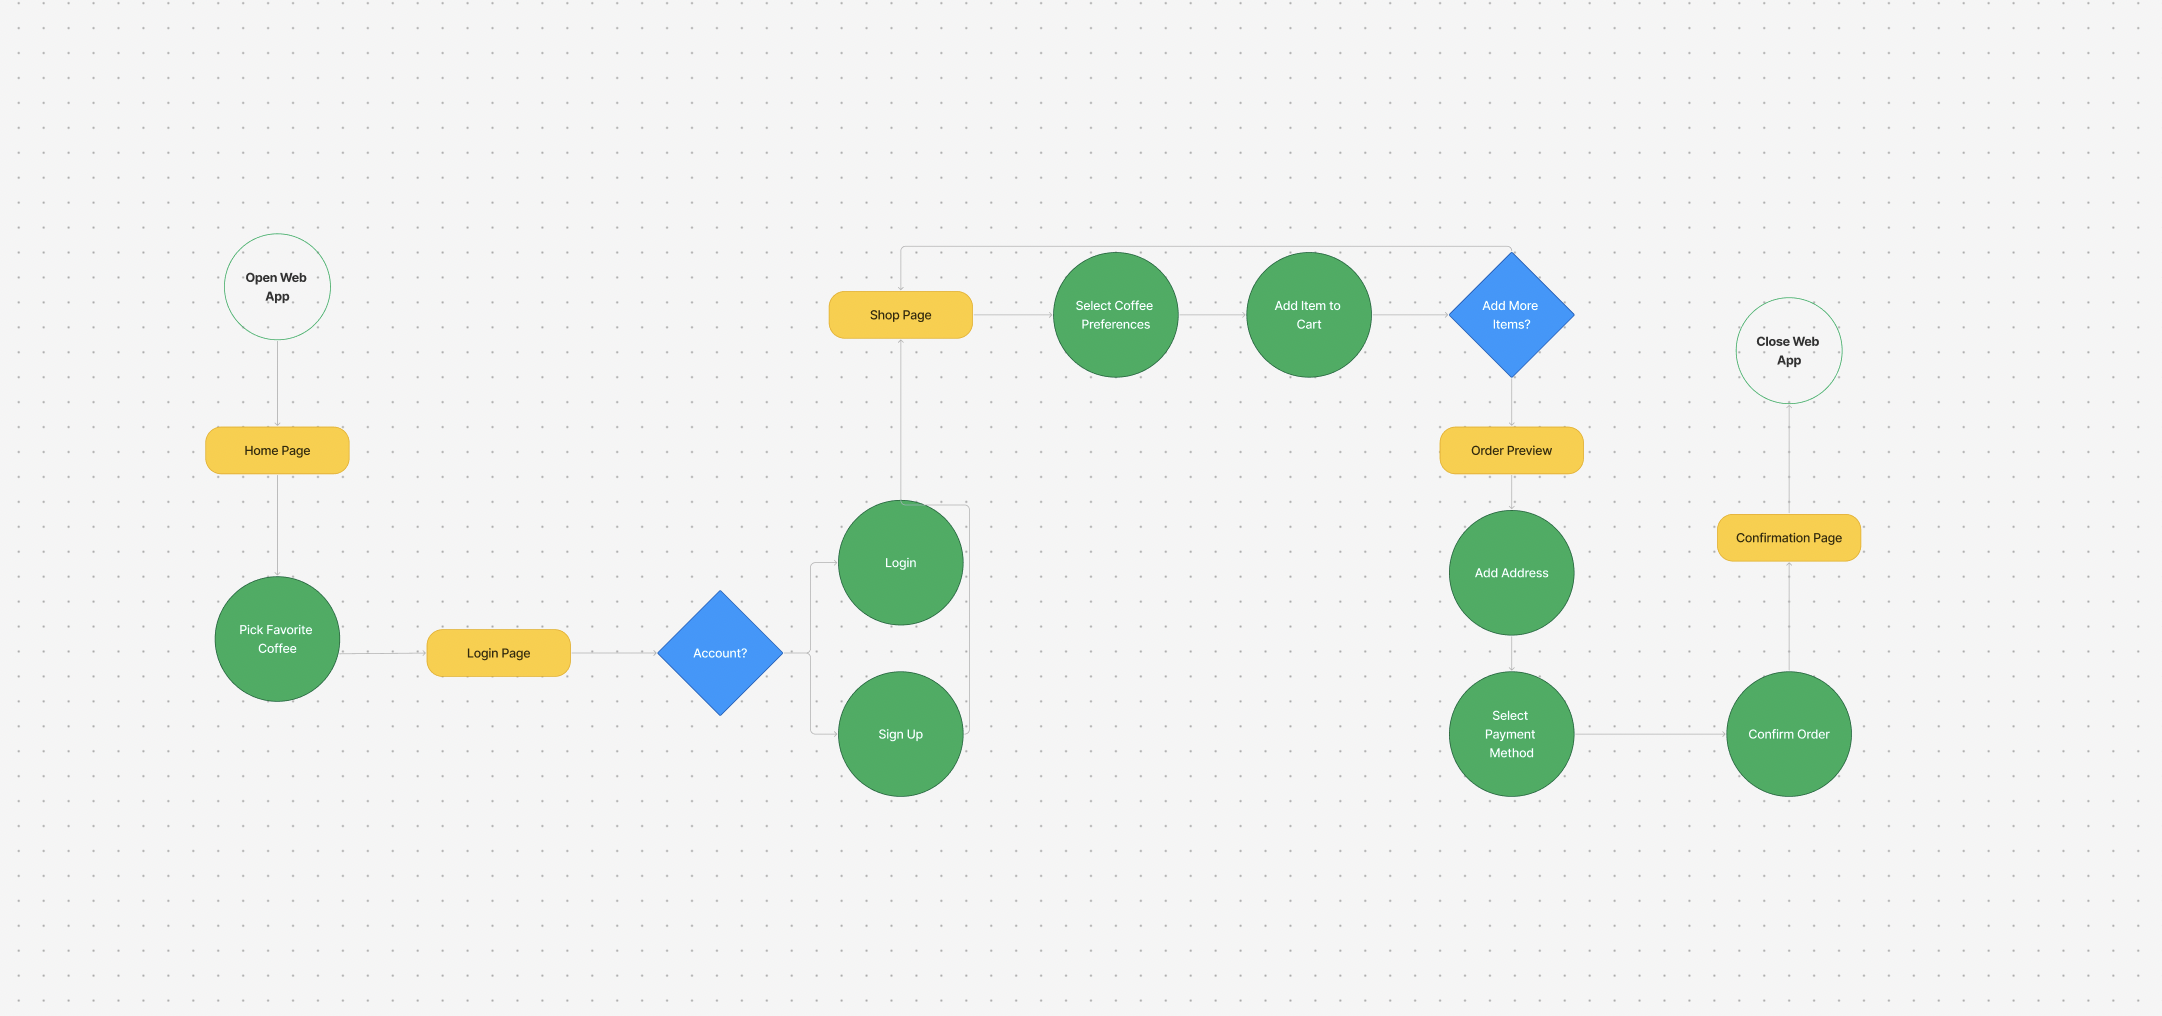 Open Web
App
Home Page
Pick Favorite
Coffee
Login Page
Account?
Login
Sign Up
Shop Page
Select Coffee
Preferences
Add Item to
Cart
Add More
Items?
Order Preview
Add Address
Select
Payment
Method
Confirm Order
Confirmation Page
Close Web
App